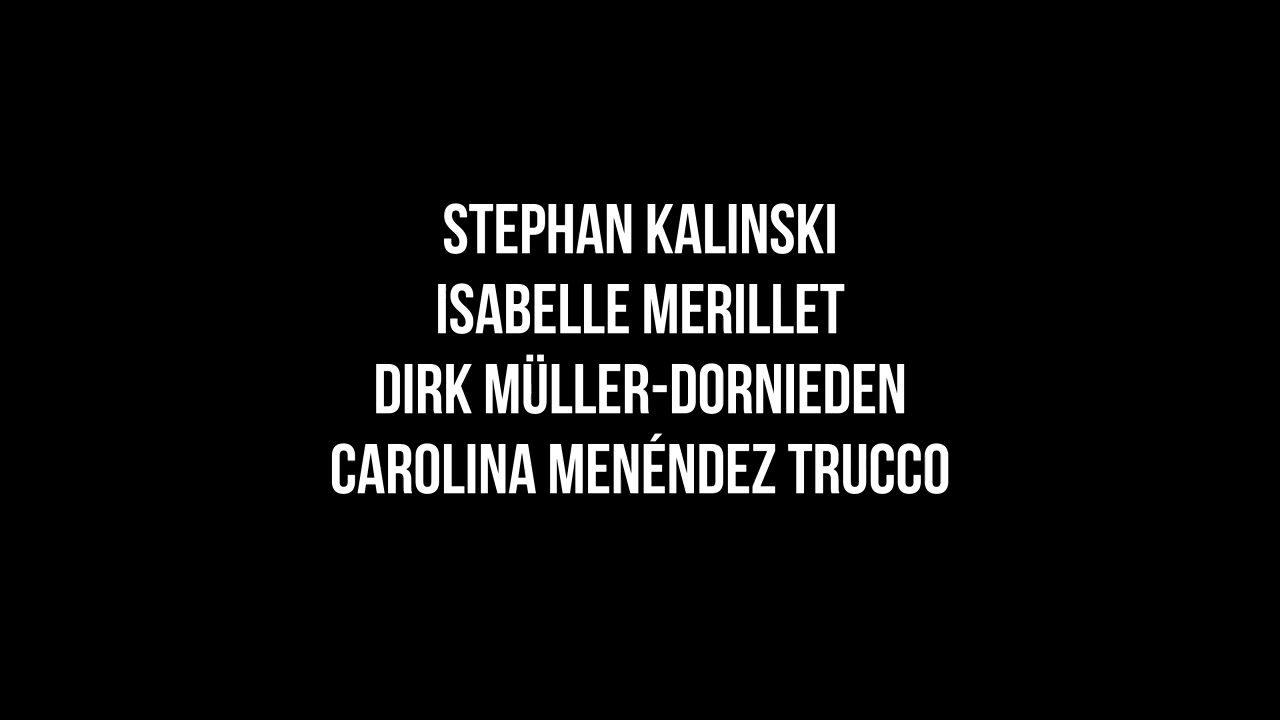 STEPHAN KALINSKI
ISABELLE MERILLET
DIRK MÜLLER-DORNIEDEN
CAROLINA MENÉNDEZ TRUCCO